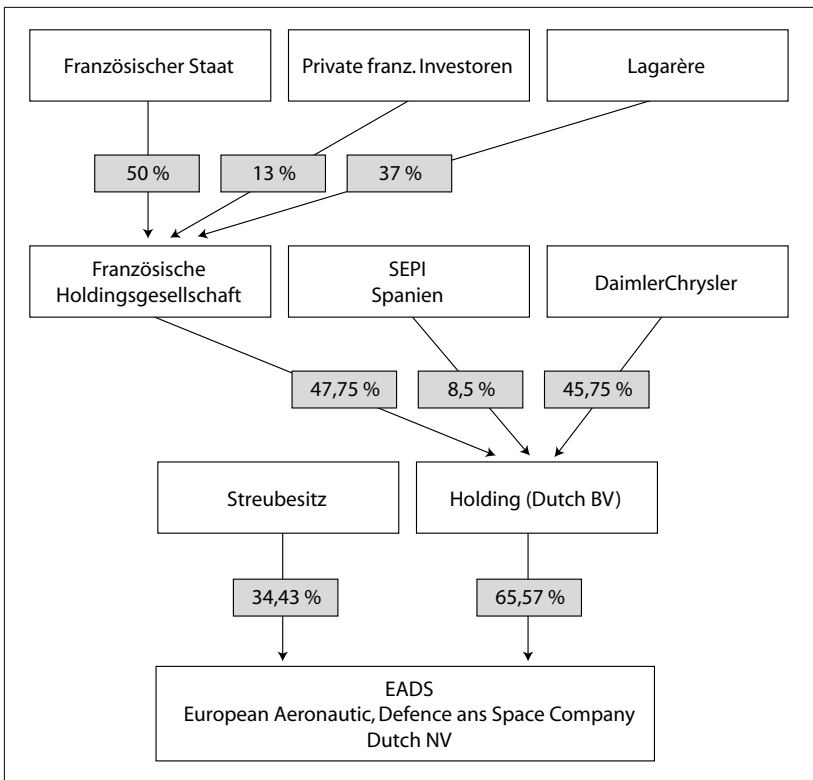 Französischer Staat
Private franz. Investoren
Lagarère
50 %
13 %
37 %
Französische
Holdingsgesellschaft
SEPI
Spanien
DaimlerChrysler
47,75 %
8,5 %
45,75 %
Streubesitz
Holding (Dutch BV)
34,43 %
65,57 %
EADS
European Aeronautic, Defence ans Space Company
Dutch NV